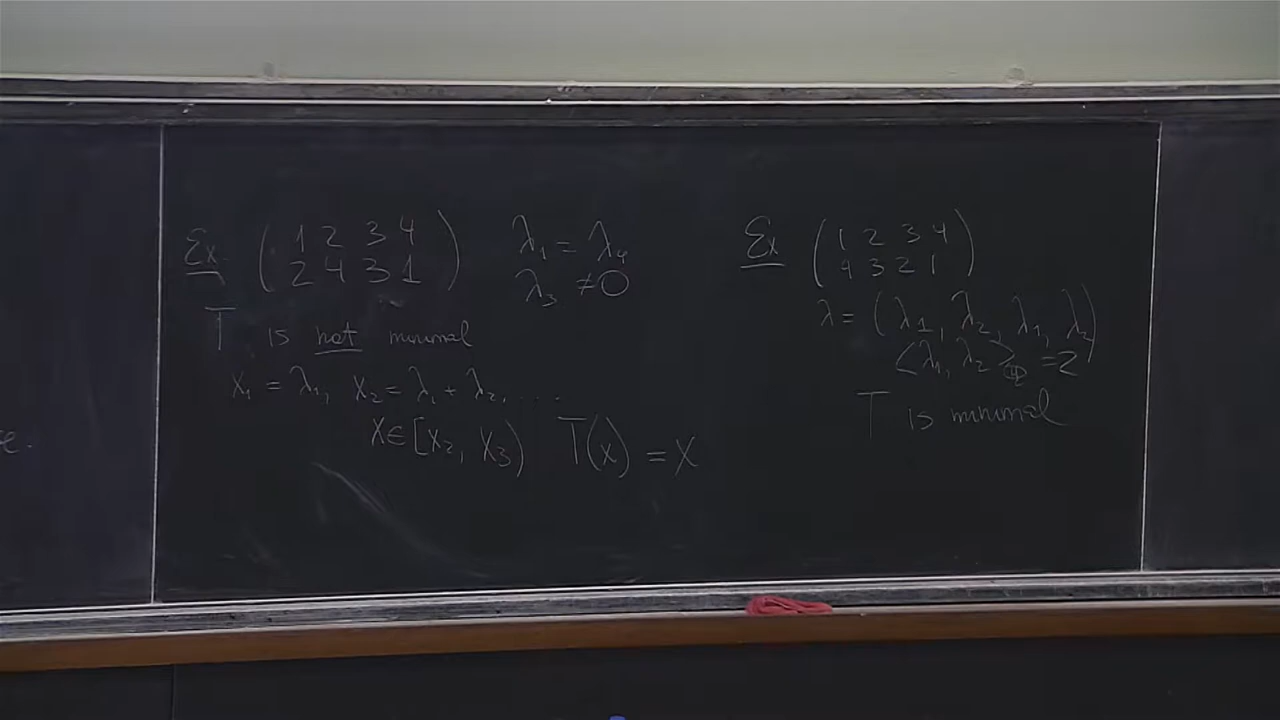 Ex. ( 1 2 3 4 ) λ₁ = λ₄
( 2 4 3 1 ) λ₃ ≠ 0
T is not minimal
x₁ = λ₁, x₂ = λ₁ + λ₂, ...
x ∈ [x₂, x₃) T(x) = x
Ex ( 1 2 3 4 )
( 4 3 2 1 )
λ = (λ₁, λ₂, λ₁, λ₂)
<λ₁, λ₂> = 2
T is minimal